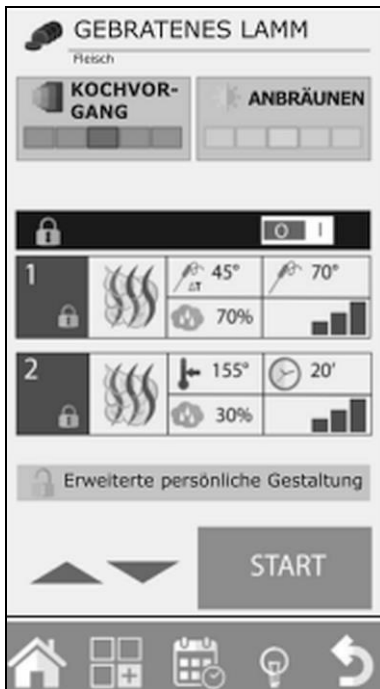 GEBRATENES LAMM
Fleisch
KOCHVOR-
GANG
ANBRÄUNEN
O I
1
ΔT 45° 70°
70%
2
155° 20'
30%
Erweiterte persönliche Gestaltung
START